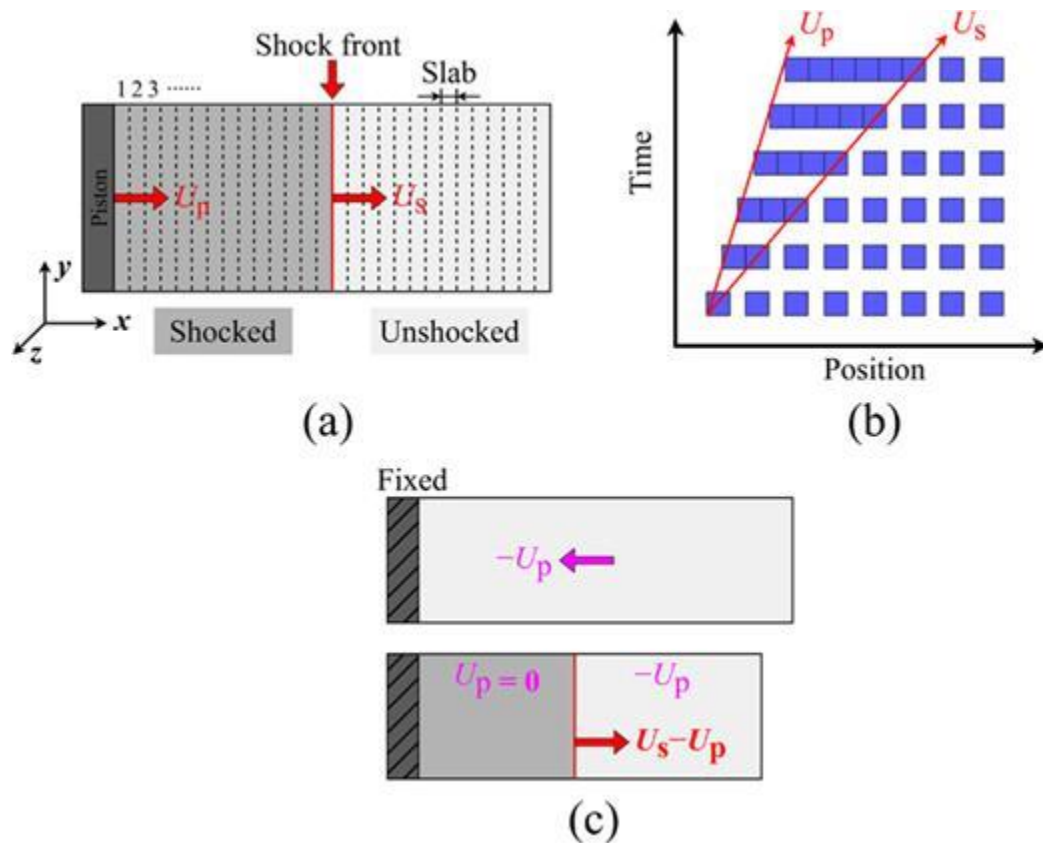 Shock front
1 2 3 ······
Slab
Piston
Up
Us
y
x
z
Shocked
Unshocked
(a)
Up
Us
Time
Position
(b)
Fixed
−Up
Up = 0
−Up
Us−Up
(c)